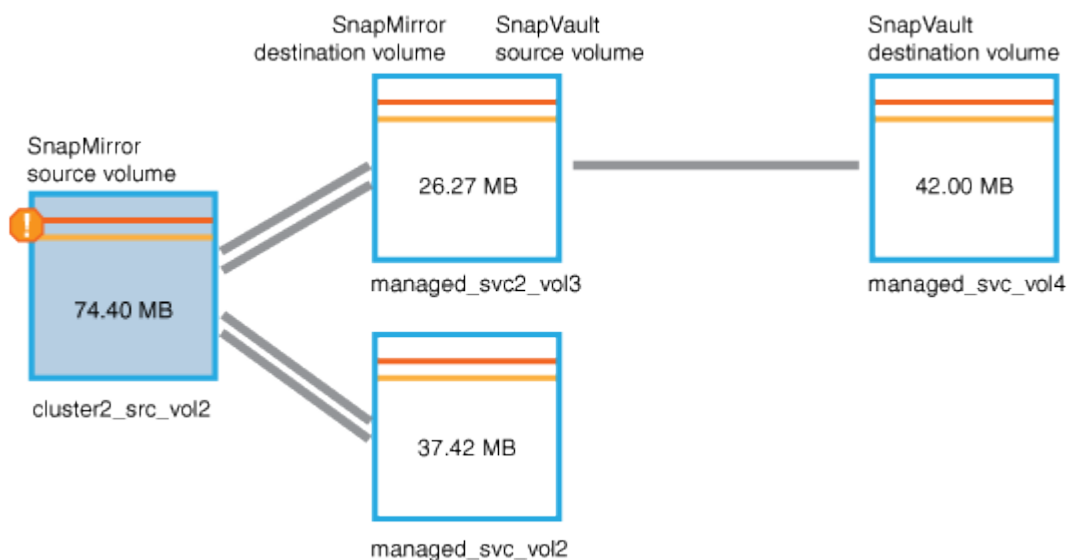 SnapMirror
destination volume
SnapVault
source volume
SnapVault
destination volume
SnapMirror
source volume
!
26.27 MB
42.00 MB
managed_svc2_vol3
managed_svc_vol4
74.40 MB
cluster2_src_vol2
37.42 MB
managed_svc_vol2